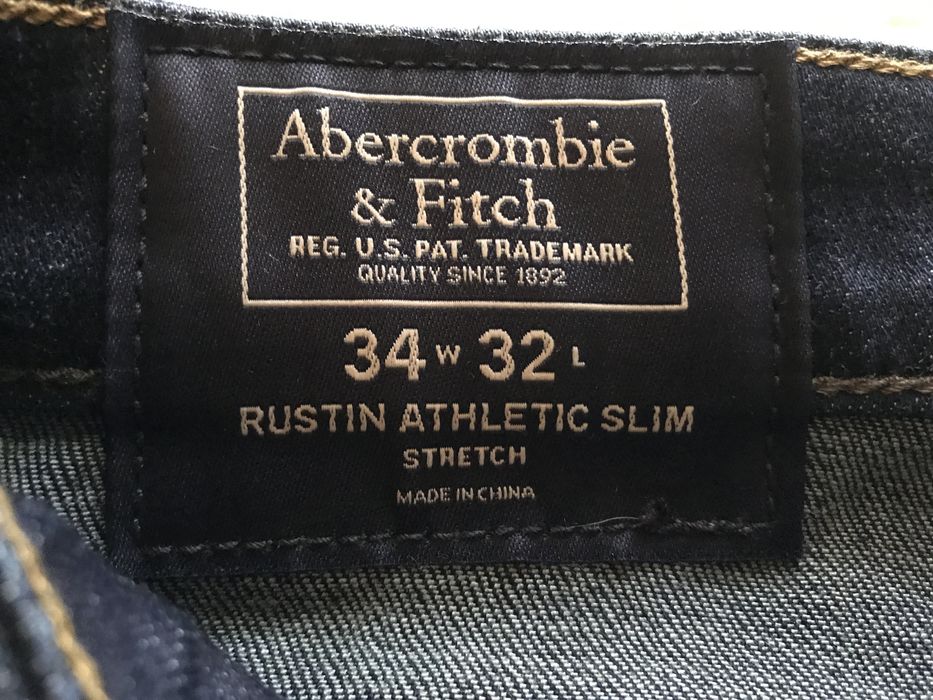 Abercrombie
& Fitch
REG. U.S. PAT. TRADEMARK
QUALITY SINCE 1892
34 W 32 L
RUSTIN ATHLETIC SLIM
STRETCH
MADE IN CHINA